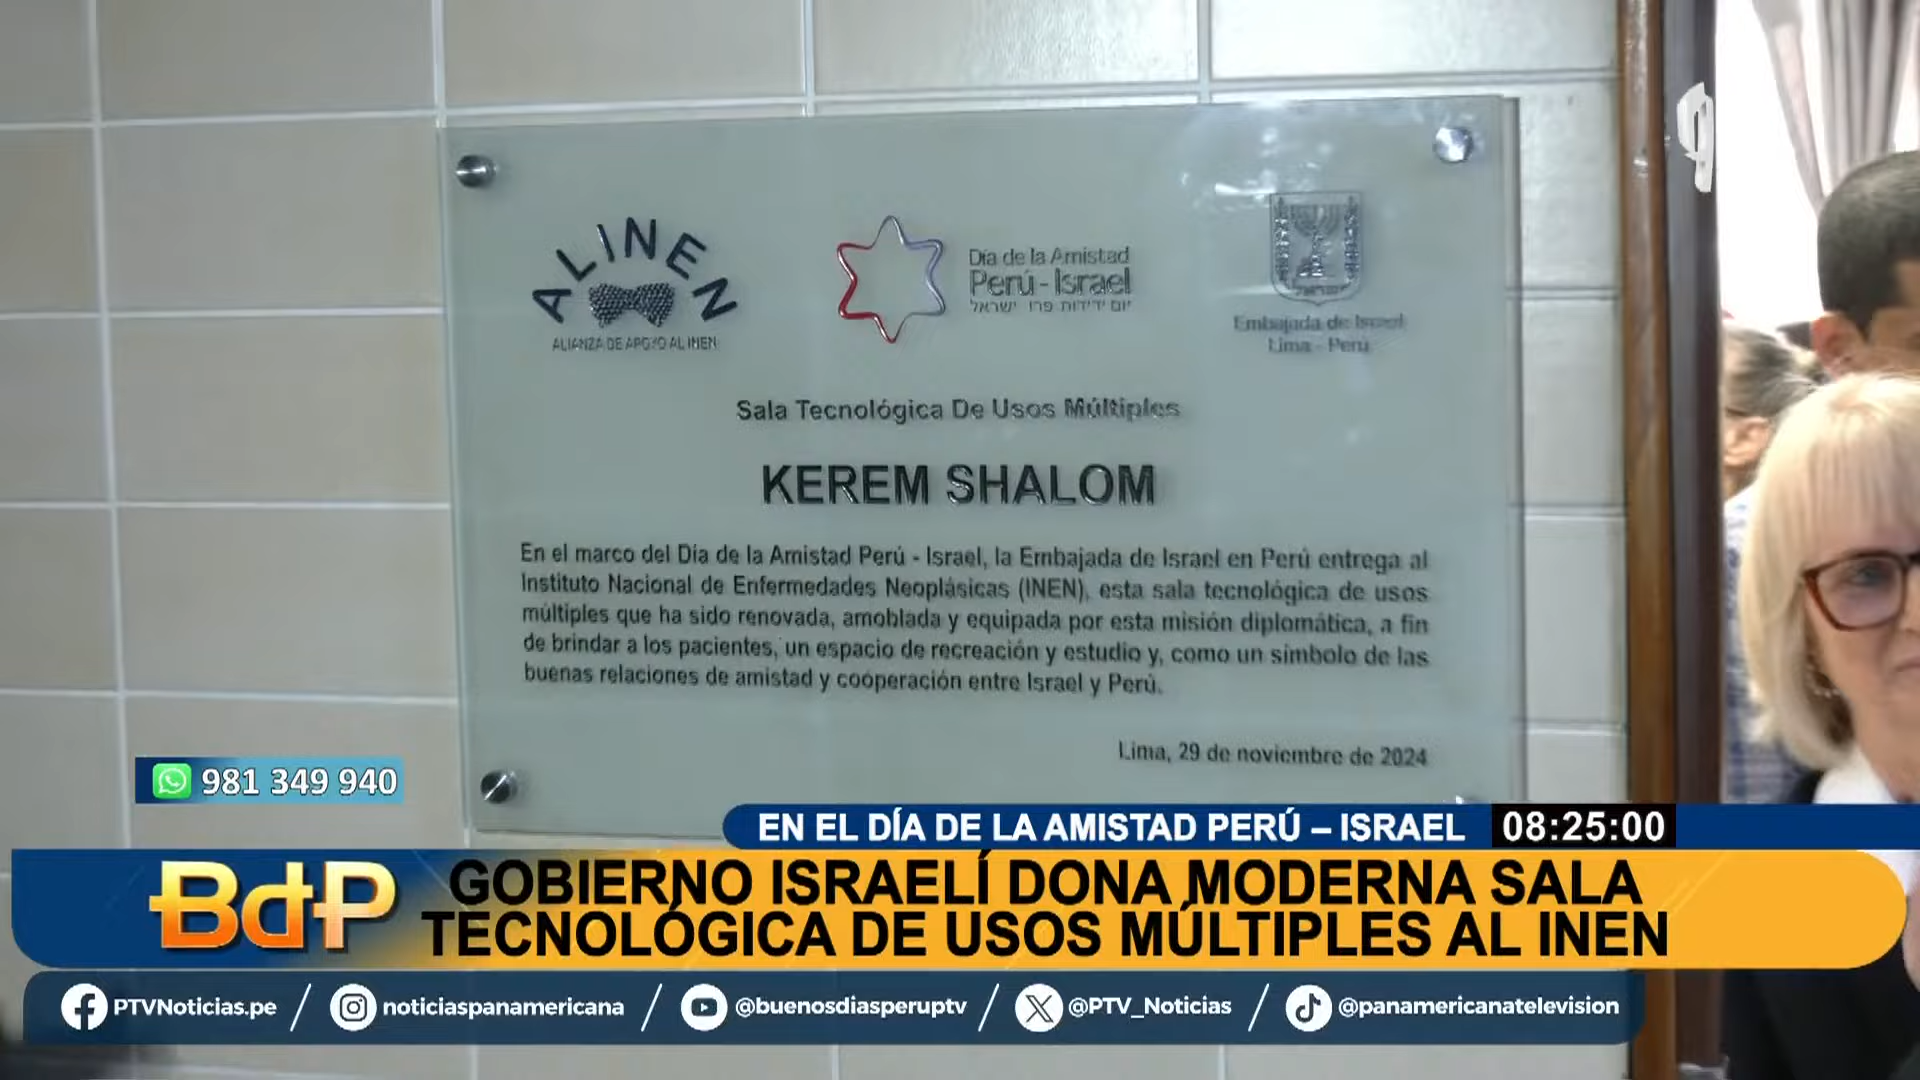 ALINEN
ALIANZA DE APOYO AL INEN
Día de la Amistad
Perú - Israel
יום ידידות פרו ישראל
Embajada de Israel
Lima - Perú
Sala Tecnológica De Usos Múltiples
KEREM SHALOM
En el marco del Día de la Amistad Perú - Israel, la Embajada de Israel en Perú entrega al
Instituto Nacional de Enfermedades Neoplásicas (INEN), esta sala tecnológica de usos
múltiples que ha sido renovada, amoblada y equipada por esta misión diplomática, a fin
de brindar a los pacientes, un espacio de recreación y estudio y, como un símbolo de las
buenas relaciones de amistad y cooperación entre Israel y Perú.
Lima, 29 de noviembre de 2024
981 349 940
EN EL DÍA DE LA AMISTAD PERÚ – ISRAEL 08:25:00
BdP
GOBIERNO ISRAELÍ DONA MODERNA SALA
TECNOLÓGICA DE USOS MÚLTIPLES AL INEN
PTVNoticias.pe / noticiaspanamericana / @buenosdiasperuptv / @PTV_Noticias / @panamericanatelevision